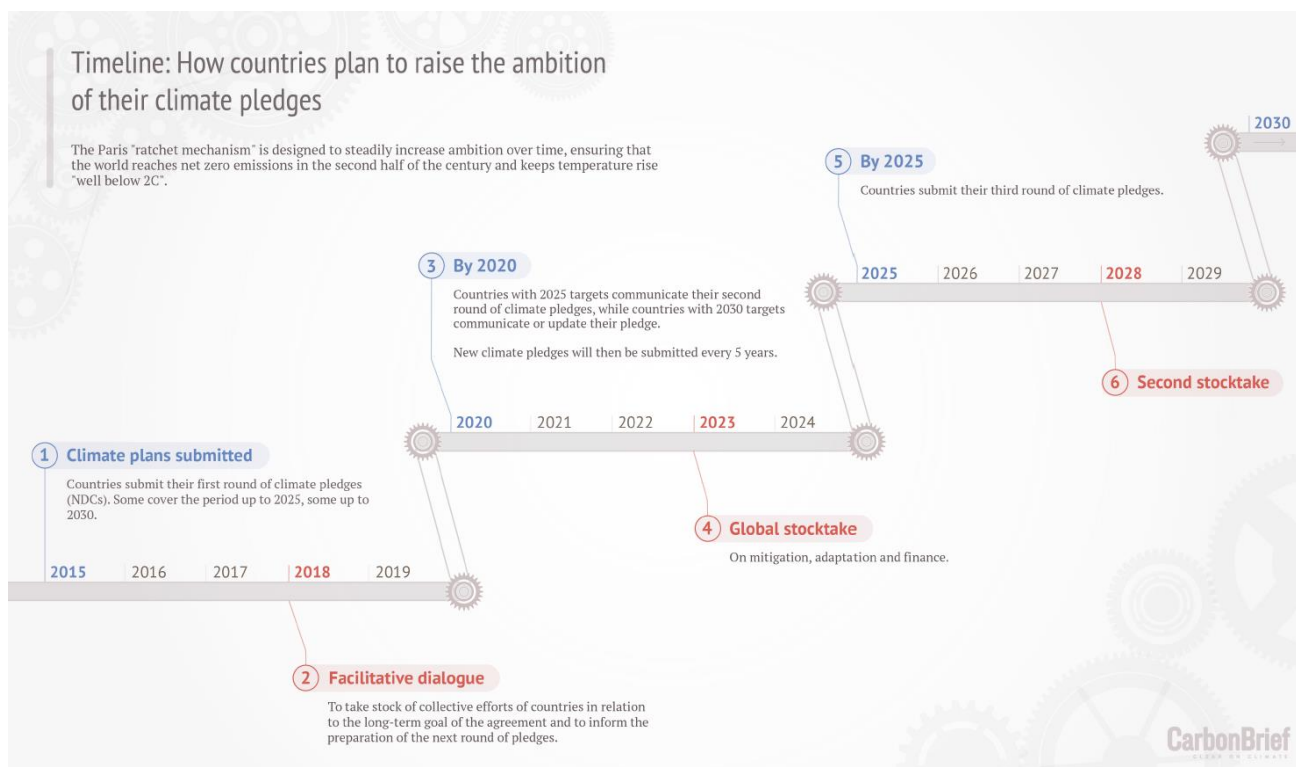 Timeline: How countries plan to raise the ambition
of their climate pledges
The Paris "ratchet mechanism" is designed to steadily increase ambition over time, ensuring that
the world reaches net zero emissions in the second half of the century and keeps temperature rise
"well below 2C".
2030
5 By 2025
Countries submit their third round of climate pledges.
2025 2026 2027 2028 2029
6 Second stocktake
3 By 2020
Countries with 2025 targets communicate their second
round of climate pledges, while countries with 2030 targets
communicate or update their pledge.
New climate pledges will then be submitted every 5 years.
2020 2021 2022 2023 2024
4 Global stocktake
On mitigation, adaptation and finance.
1 Climate plans submitted
Countries submit their first round of climate pledges
(NDCs). Some cover the period up to 2025, some up to
2030.
2015 2016 2017 2018 2019
2 Facilitative dialogue
To take stock of collective efforts of countries in relation
to the long-term goal of the agreement and to inform the
preparation of the next round of pledges.
CarbonBrief
CLEAR ON CLIMATE